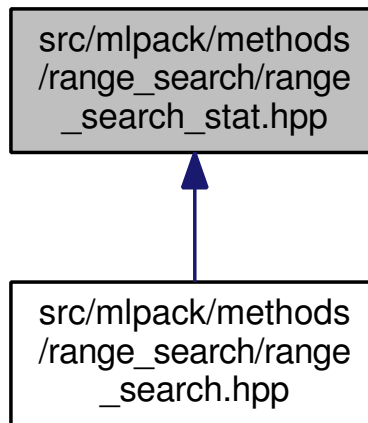 src/mlpack/methods
/range_search/range
_search_stat.hpp
src/mlpack/methods
/range_search/range
_search.hpp